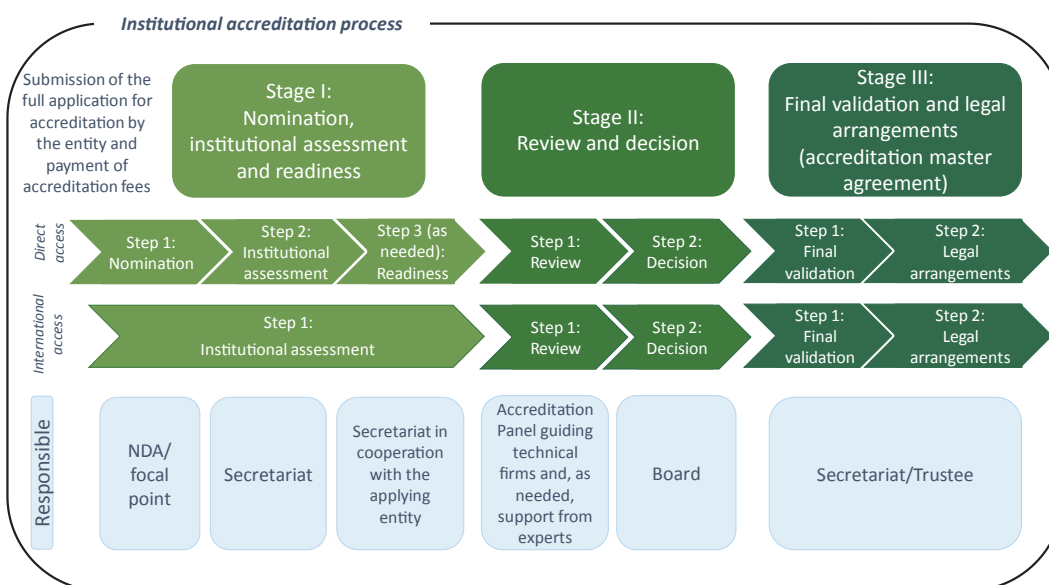 Institutional accreditation process
Submission of the
full application for
accreditation by
the entity and
payment of
accreditation fees
Stage I:
Nomination,
institutional assessment
and readiness
Stage II:
Review and decision
Stage III:
Final validation and legal
arrangements
(accreditation master
agreement)
Direct
access
Step 1:
Nomination
Step 2:
Institutional
assessment
Step 3 (as
needed):
Readiness
Step 1:
Review
Step 2:
Decision
Step 1:
Final
validation
Step 2:
Legal
arrangements
International
access
Step 1:
Institutional assessment
Step 1:
Review
Step 2:
Decision
Step 1:
Final
validation
Step 2:
Legal
arrangements
Responsible
NDA/
focal
point
Secretariat
Secretariat in
cooperation
with the
applying
entity
Accreditation
Panel guiding
technical
firms and, as
needed,
support from
experts
Board
Secretariat/Trustee